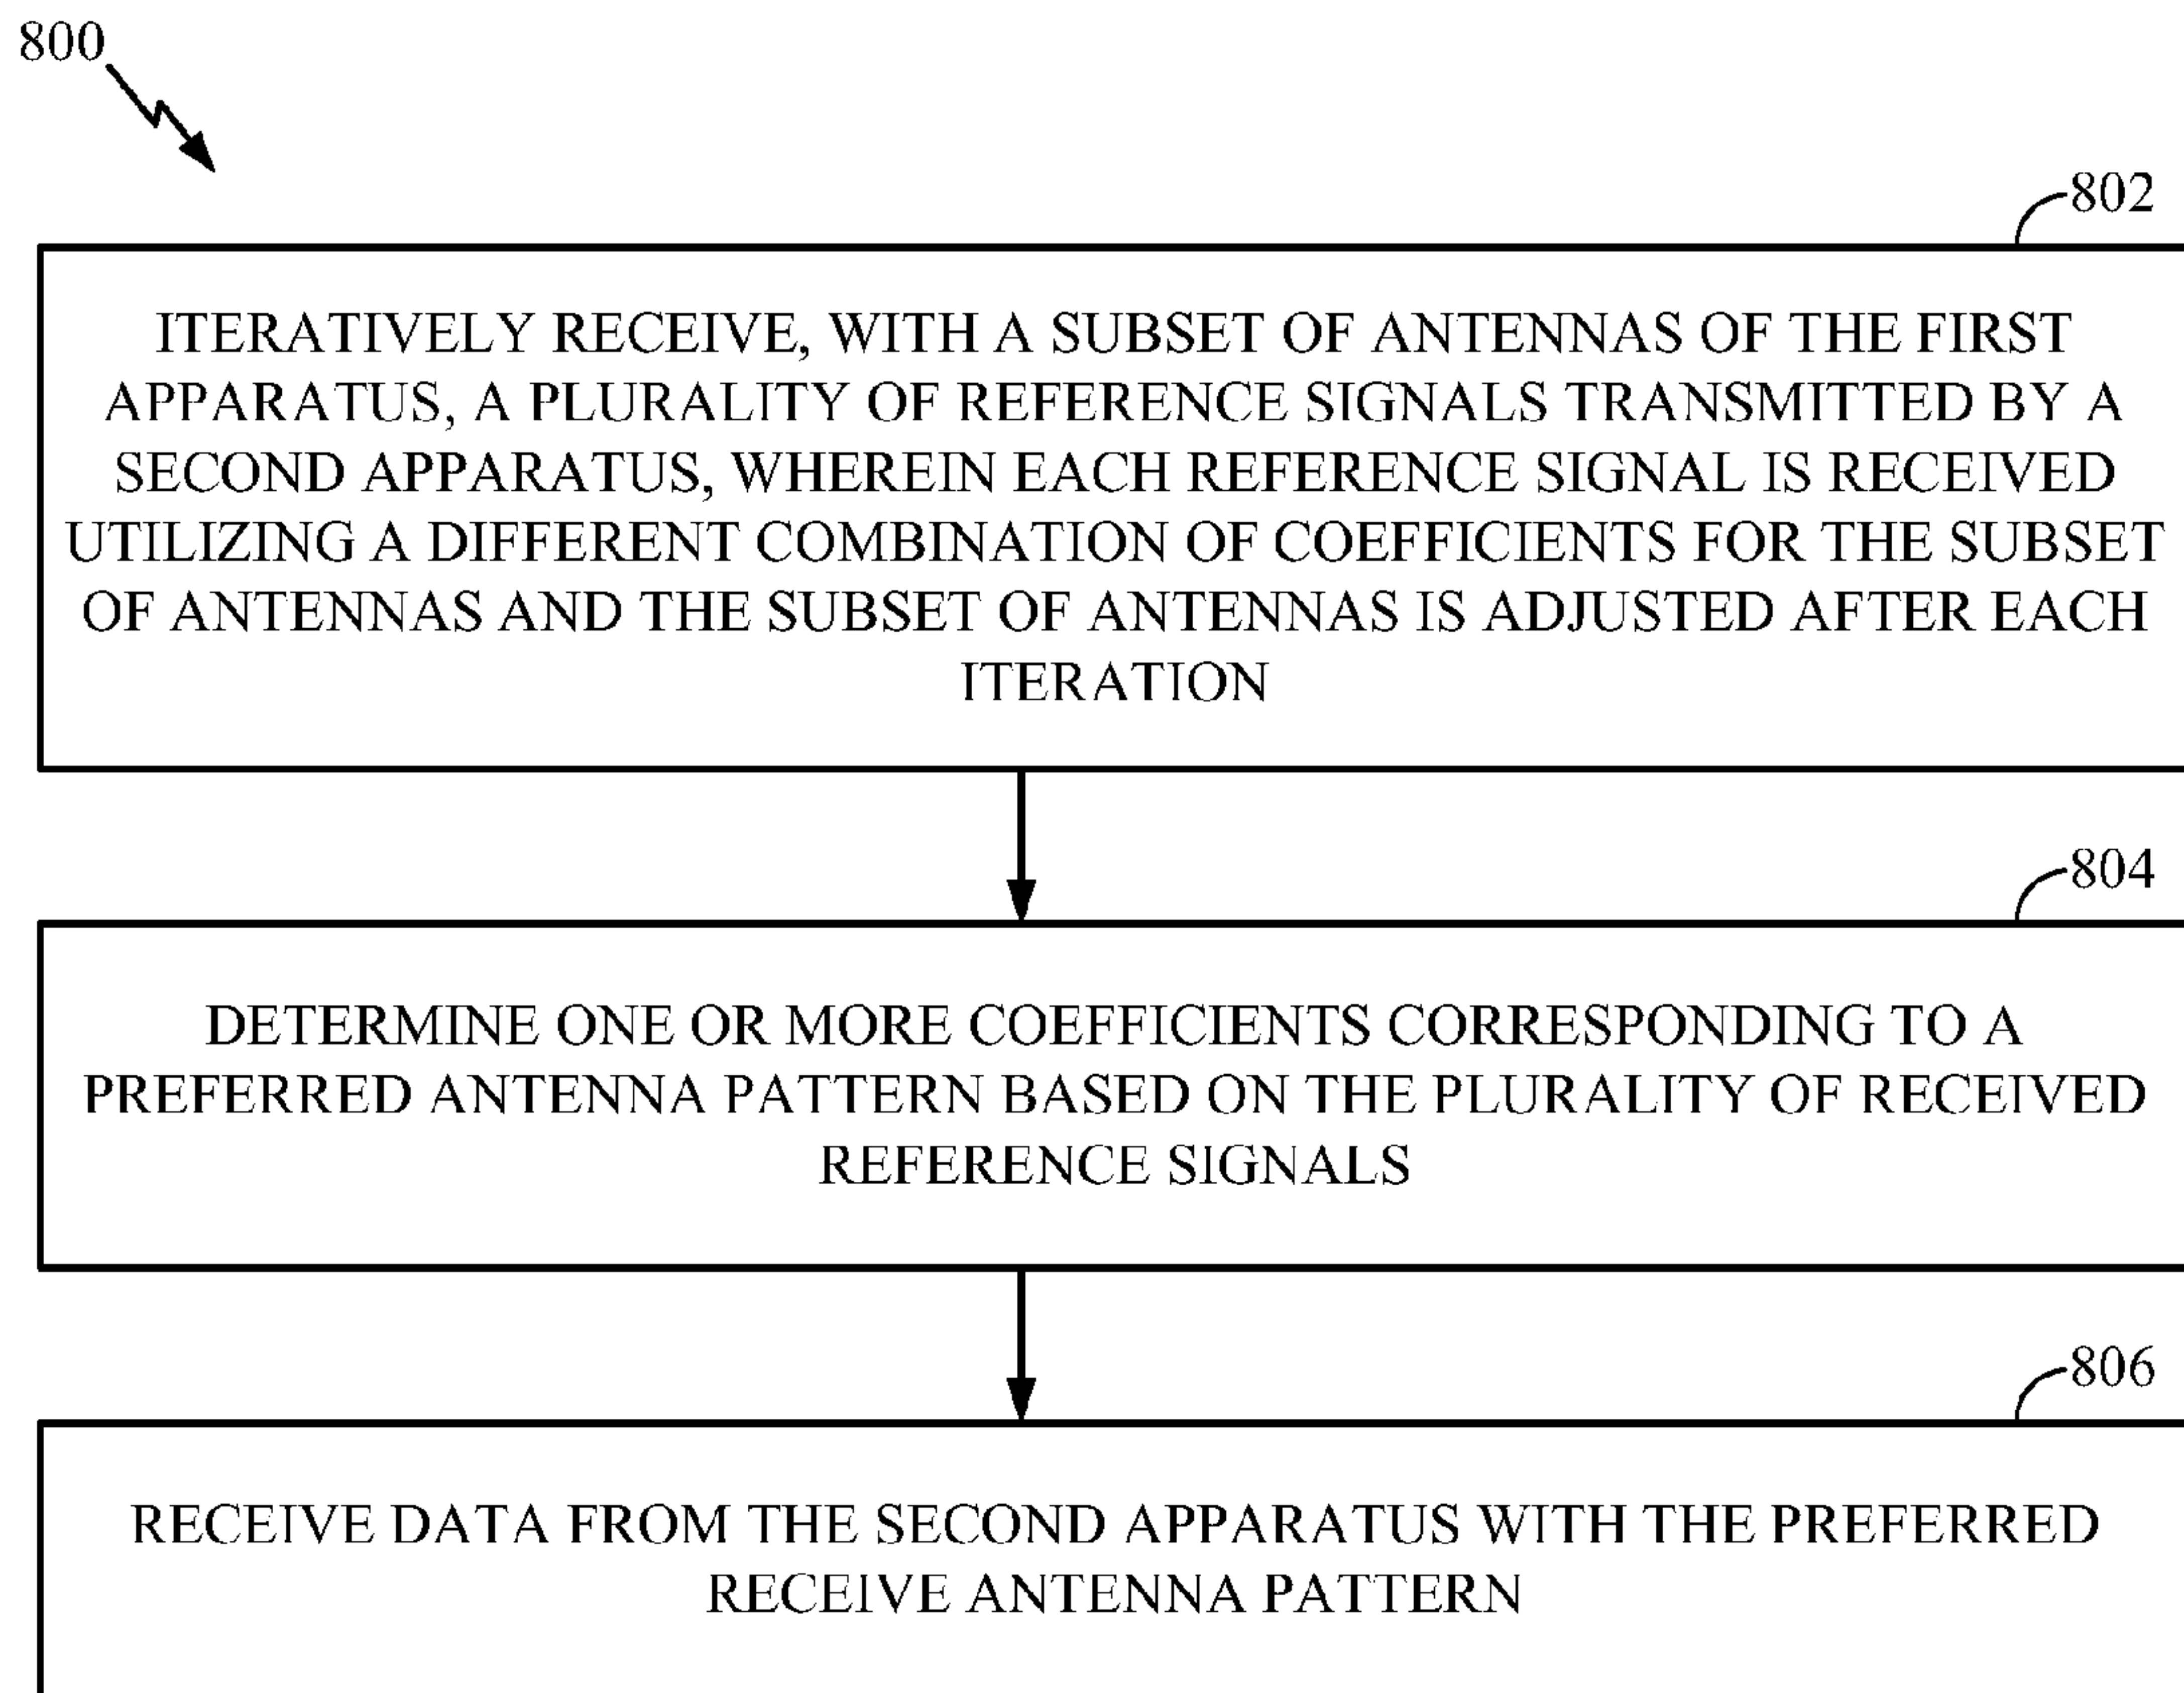 800
802
ITERATIVELY RECEIVE, WITH A SUBSET OF ANTENNAS OF THE FIRST
APPARATUS, A PLURALITY OF REFERENCE SIGNALS TRANSMITTED BY A
SECOND APPARATUS, WHEREIN EACH REFERENCE SIGNAL IS RECEIVED
UTILIZING A DIFFERENT COMBINATION OF COEFFICIENTS FOR THE SUBSET
OF ANTENNAS AND THE SUBSET OF ANTENNAS IS ADJUSTED AFTER EACH
ITERATION
804
DETERMINE ONE OR MORE COEFFICIENTS CORRESPONDING TO A
PREFERRED ANTENNA PATTERN BASED ON THE PLURALITY OF RECEIVED
REFERENCE SIGNALS
806
RECEIVE DATA FROM THE SECOND APPARATUS WITH THE PREFERRED
RECEIVE ANTENNA PATTERN